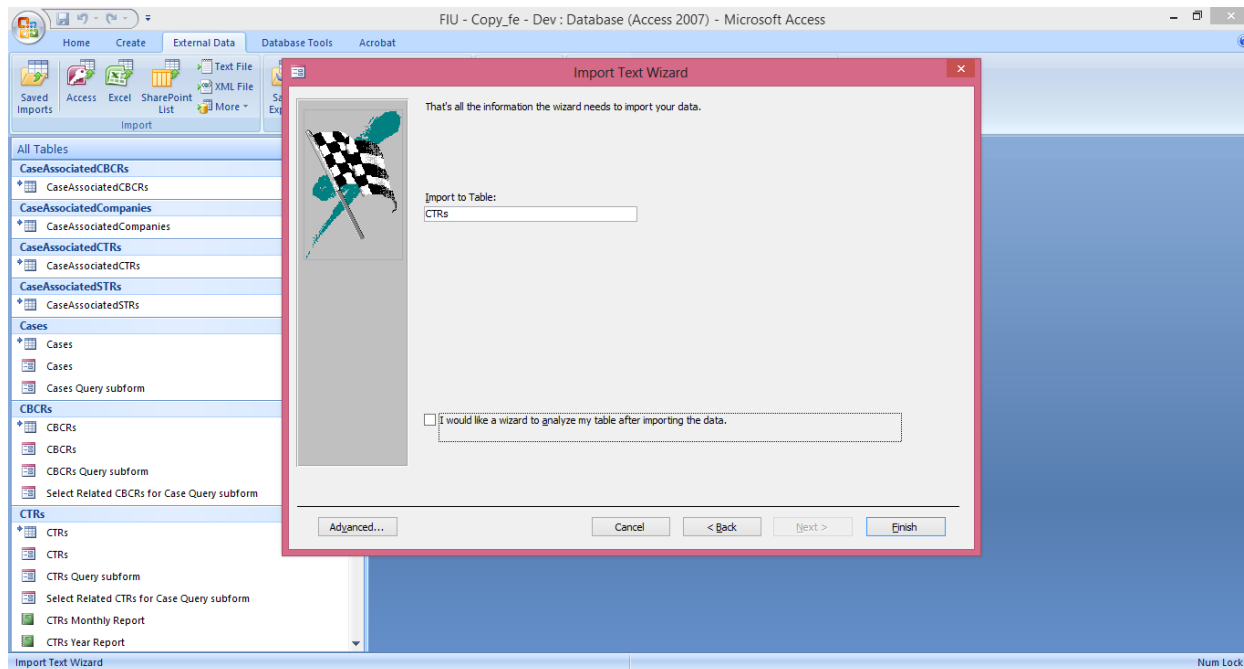 FIU - Copy_fe - Dev : Database (Access 2007) - Microsoft Access
Home Create External Data Database Tools Acrobat
Saved Imports
Access
Excel
SharePoint List
Text File
XML File
More
Import
All Tables
CaseAssociatedCBCRs
CaseAssociatedCBCRs
CaseAssociatedCompanies
CaseAssociatedCompanies
CaseAssociatedCTRs
CaseAssociatedCTRs
CaseAssociatedSTRs
CaseAssociatedSTRs
Cases
Cases
Cases
Cases Query subform
CBCRs
CBCRs
CBCRs
CBCRs Query subform
Select Related CBCRs for Case Query subform
CTRs
CTRs
CTRs
CTRs Query subform
Select Related CTRs for Case Query subform
CTRs Monthly Report
CTRs Year Report
Import Text Wizard
That's all the information the wizard needs to import your data.
Import to Table:
CTRs
I would like a wizard to analyze my table after importing the data.
Advanced... Cancel < Back Next > Finish
Import Text Wizard
Num Lock